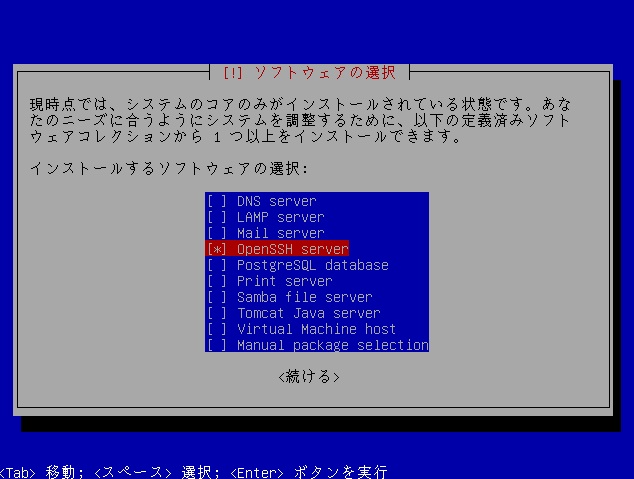 [!] ソフトウェアの選択
現時点では、システムのコアのみがインストールされている状態です。あな
たのニーズに合うようにシステムを調整するために、以下の定義済みソフト
ウェアコレクションから 1 つ以上をインストールできます。
インストールするソフトウェアの選択:
[ ] DNS server
[ ] LAMP server
[ ] Mail server
[*] OpenSSH server
[ ] PostgreSQL database
[ ] Print server
[ ] Samba file server
[ ] Tomcat Java server
[ ] Virtual Machine host
[ ] Manual package selection
<続ける>
<Tab> 移動; <スペース> 選択; <Enter> ボタンを実行